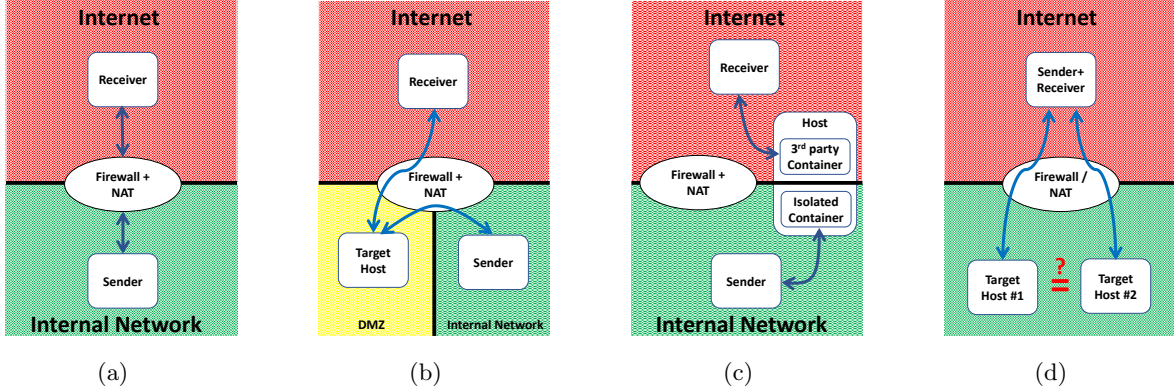 Internet
Receiver
Firewall +
NAT
Sender
Internal Network
(a)
Internet
Receiver
Firewall +
NAT
Target
Host
Sender
DMZ
Internal Network
(b)
Internet
Receiver
Host
3rd party
Container
Firewall +
NAT
Isolated
Container
Sender
Internal Network
(c)
Internet
Sender+
Receiver
Firewall /
NAT
Target
Host #1
?
=
Target
Host #2
(d)